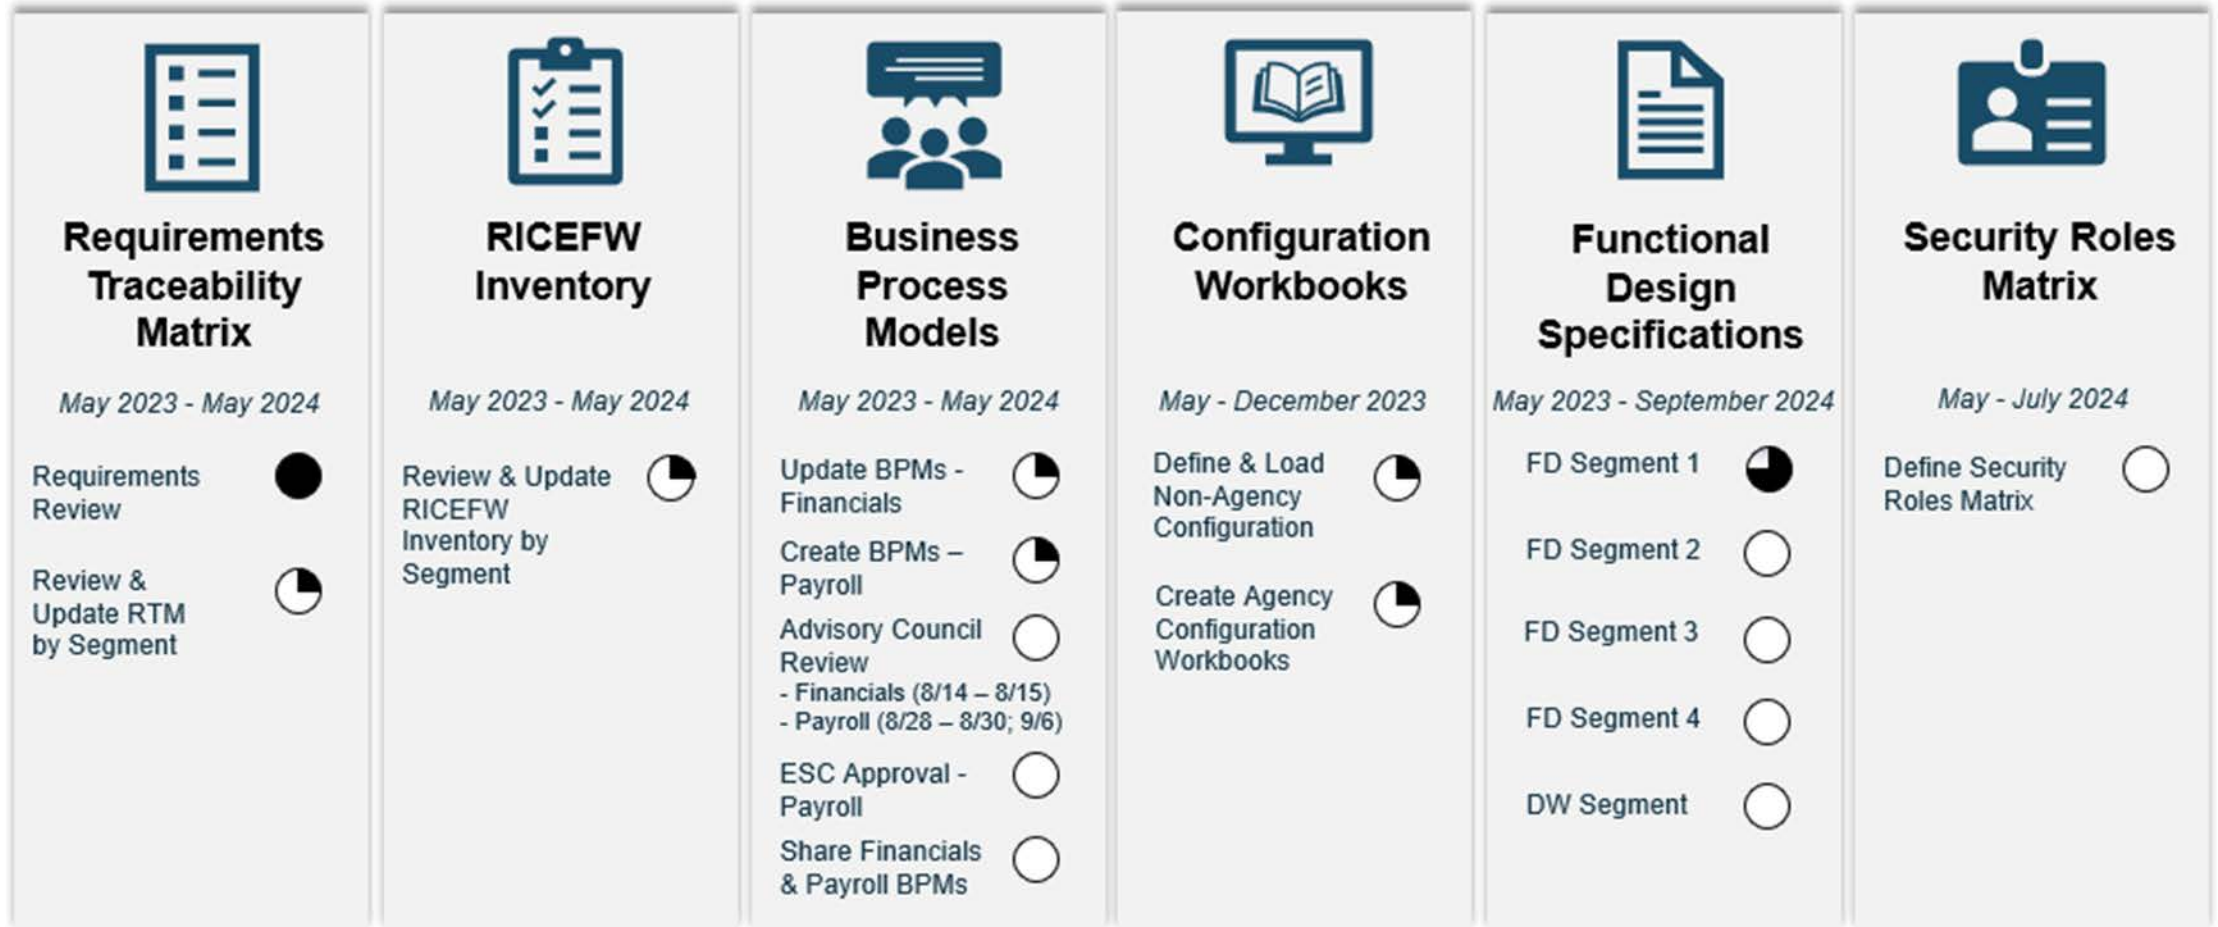 Requirements
Traceability
Matrix
May 2023 - May 2024
Requirements
Review
Review &
Update RTM
by Segment
RICEFW
Inventory
May 2023 - May 2024
Review & Update
RICEFW
Inventory by
Segment
Business
Process
Models
May 2023 - May 2024
Update BPMs -
Financials
Create BPMs –
Payroll
Advisory Council
Review
- Financials (8/14 – 8/15)
- Payroll (8/28 – 8/30; 9/6)
ESC Approval -
Payroll
Share Financials
& Payroll BPMs
Configuration
Workbooks
May - December 2023
Define & Load
Non-Agency
Configuration
Create Agency
Configuration
Workbooks
Functional
Design
Specifications
May 2023 - September 2024
FD Segment 1
FD Segment 2
FD Segment 3
FD Segment 4
DW Segment
Security Roles
Matrix
May - July 2024
Define Security
Roles Matrix